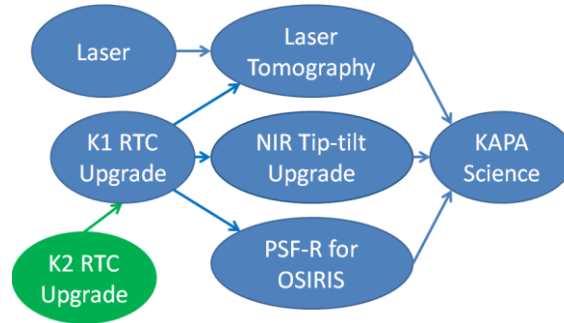 Laser
Laser
Tomography
K1 RTC
Upgrade
NIR Tip-tilt
Upgrade
KAPA
Science
K2 RTC
Upgrade
PSF-R for
OSIRIS